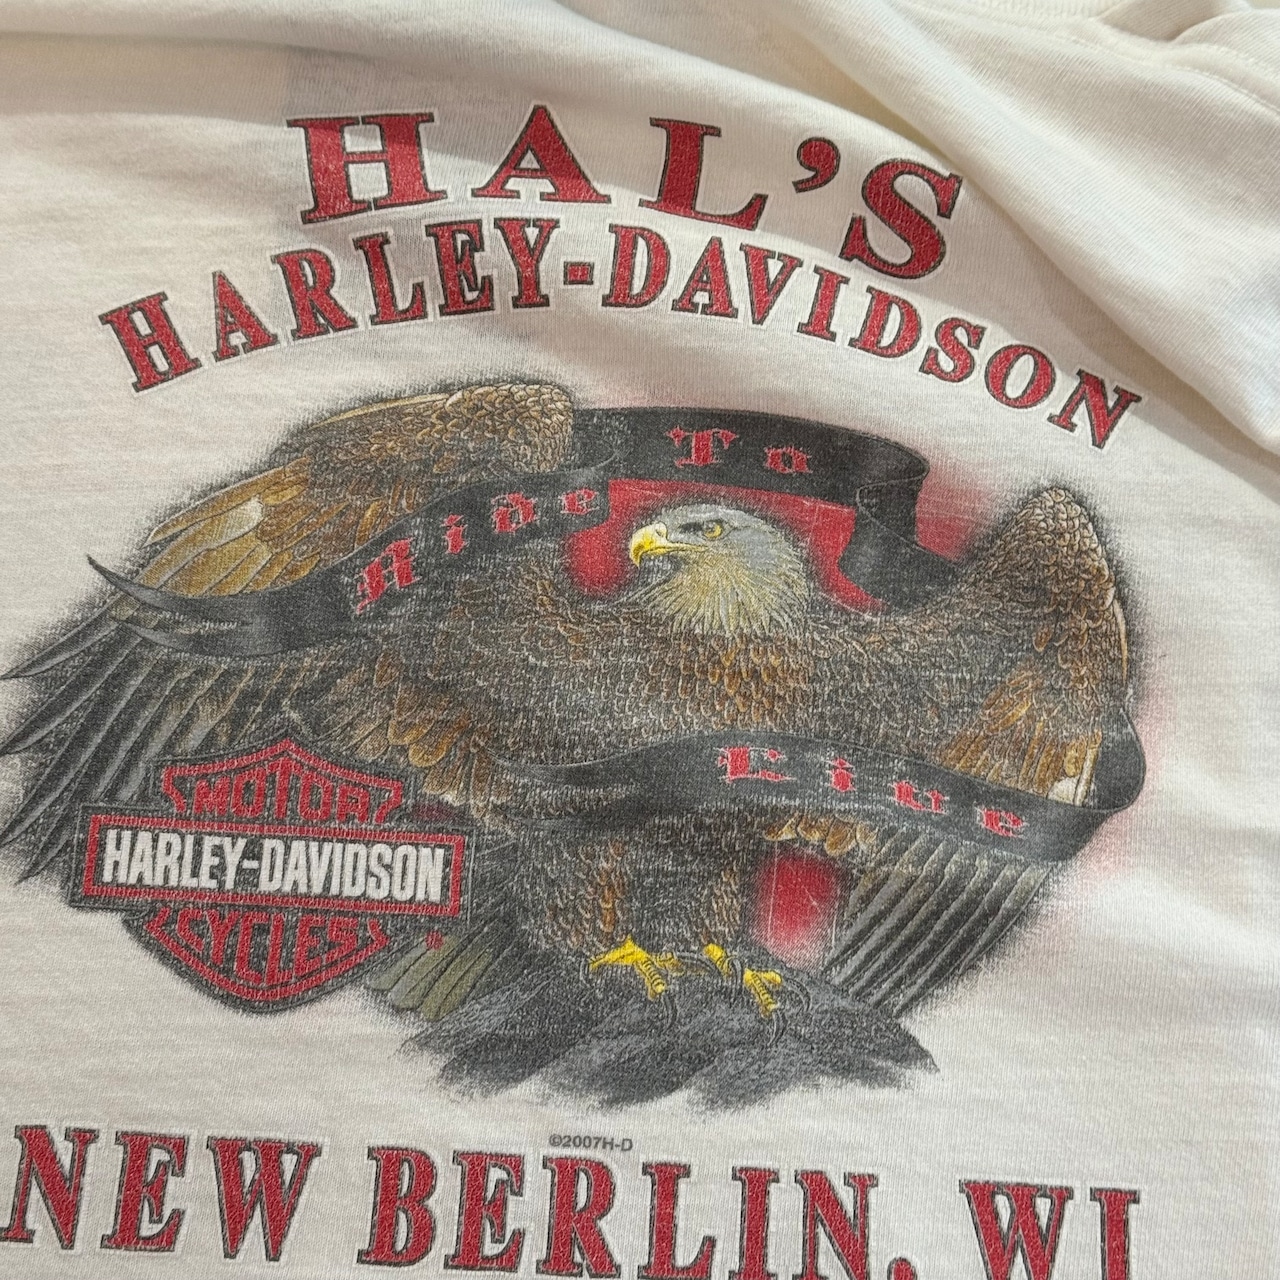 HAL'S
HARLEY-DAVIDSON
Ride To
Live
MOTOR
HARLEY-DAVIDSON
CYCLES
®
©2007H-D
NEW BERLIN, WI